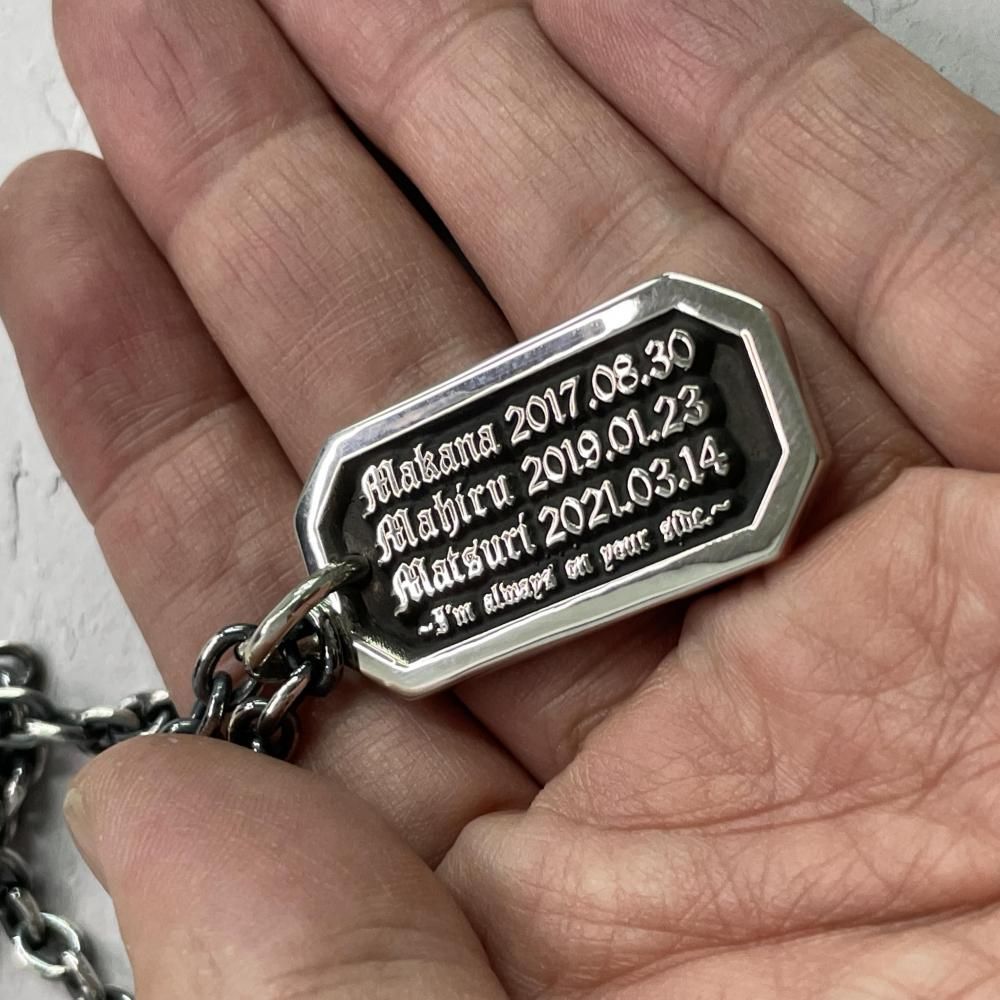 Makana 2017.08.30
Mahiru 2019.01.23
Matsuri 2021.03.14
~I'm always on your side.~